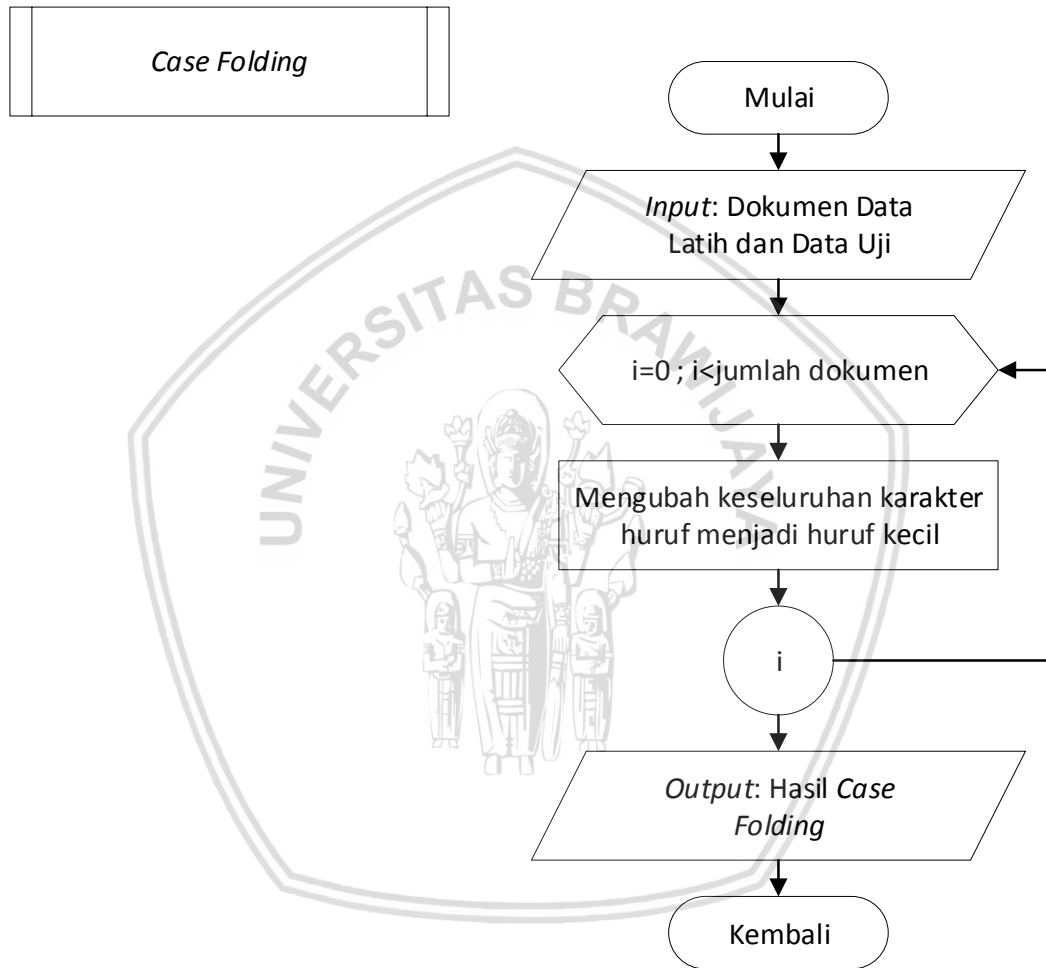 Case Folding
Mulai
Input: Dokumen Data
Latih dan Data Uji
UNIVERSITAS BRAWIJAYA
i=0 ; i<jumlah dokumen
Mengubah keseluruhan karakter
huruf menjadi huruf kecil
i
Output: Hasil Case
Folding
Kembali